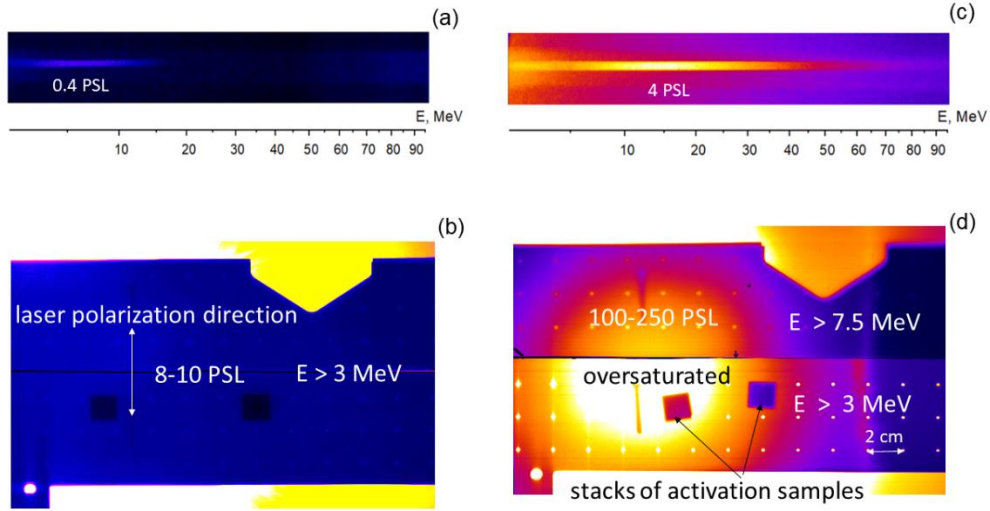 (a)
0.4 PSL
E, MeV
10 20 30 40 50 60 70 80 90
(c)
4 PSL
E, MeV
10 20 30 40 50 60 70 80 90
(b)
laser polarization direction
8-10 PSL
E > 3 MeV
(d)
100-250 PSL
E > 7.5 MeV
oversaturated
E > 3 MeV
2 cm
stacks of activation samples